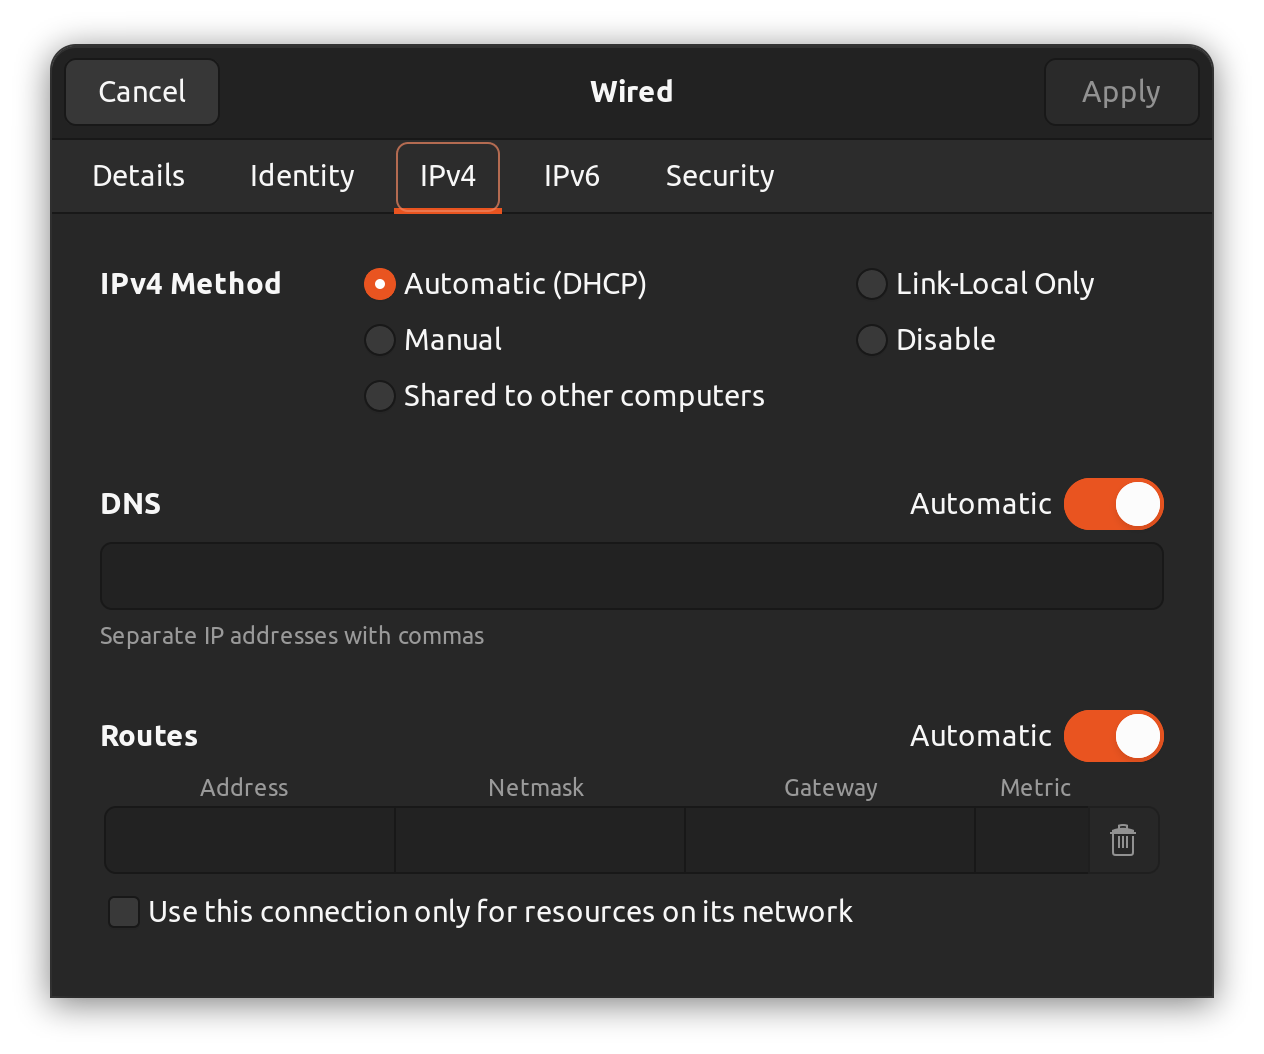 Cancel Wired Apply
Details Identity IPv4 IPv6 Security
IPv4 Method Automatic (DHCP) Link-Local Only
Manual Disable
Shared to other computers
DNS Automatic
Separate IP addresses with commas
Routes Automatic
Address Netmask Gateway Metric
Use this connection only for resources on its network